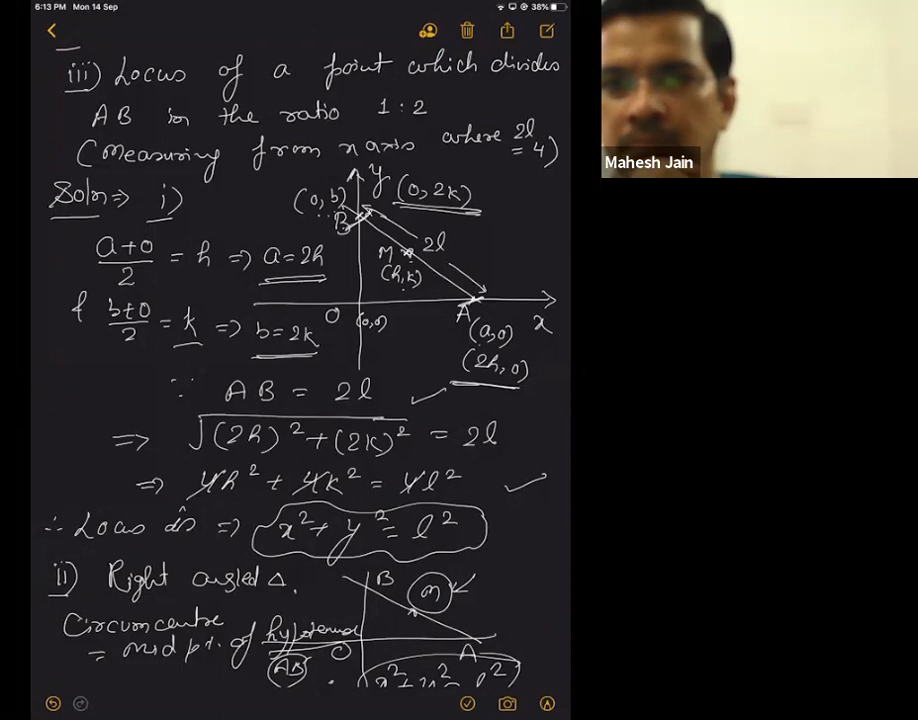 6:13 PM Mon 14 Sep 38%
iii) Locus of a point which divides
AB in the ratio 1:2
(Measuring from x axis where 2l = 4)
Soln ⇒ i)
y (0, 2k)
(0, b)
B
2l
M
(h, k)
a+0/2 = h ⇒ a = 2h
& b+0/2 = k ⇒ b = 2k
O (0,0) A x
(a,0)
(2h, 0)
∵ AB = 2l
⇒ √(2h)² + (2k)² = 2l
⇒ 4h² + 4k² = 4l²
∴ Locus is ⇒ x² + y² = l²
ii) Right angled Δ.
B M
Circumcentre
= mid pt. of hypotenuse
AB
O A
x² + y² = l²
Mahesh Jain